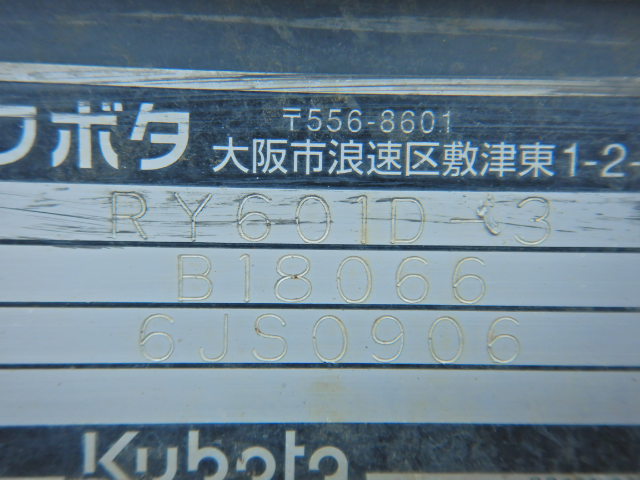 クボタ
〒556-8601
大阪市浪速区敷津東1-2-
RY601D-3
B18066
6JS0906
Kubota